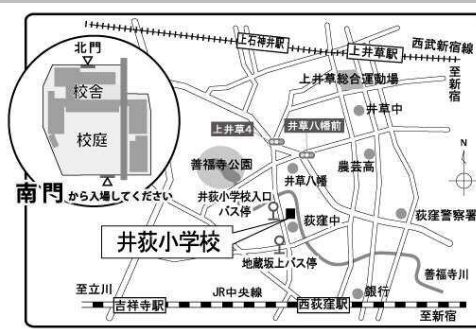 上石神井駅
上井草駅
西武新宿線
至新宿
北門
校舎
校庭
南門から入場してください
上井草総合運動場
井草中
上井草4
井草八幡前
善福寺公園
農芸高
井草八幡
井荻小学校入口
バス停
荻窪中
荻窪警察署
井荻小学校
地蔵坂上バス停
N
善福寺川
銀行
至立川
吉祥寺駅
JR中央線
西荻窪駅
至新宿